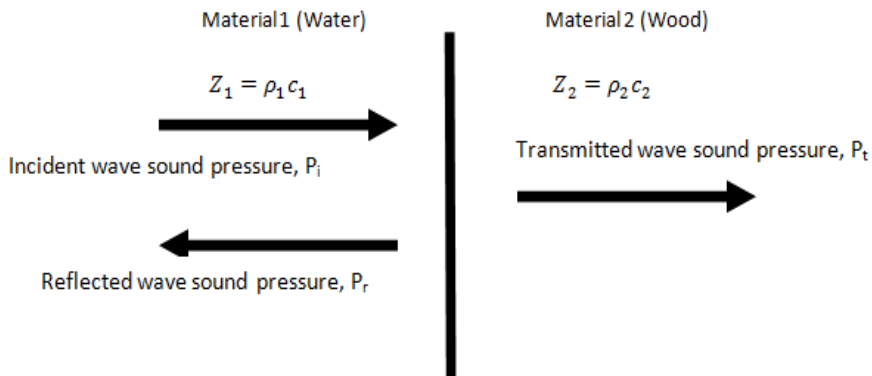 Material 1 (Water)
Material 2 (Wood)
Z₁ = ρ₁c₁
Z₂ = ρ₂c₂
Transmitted wave sound pressure, Pₜ
Incident wave sound pressure, Pᵢ
Reflected wave sound pressure, Pᵣ